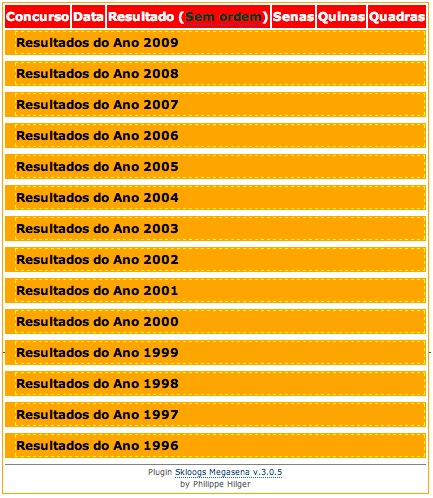 Concurso Data Resultado (Sem ordem) Senas Quinas Quadras
Resultados do Ano 2009
Resultados do Ano 2008
Resultados do Ano 2007
Resultados do Ano 2006
Resultados do Ano 2005
Resultados do Ano 2004
Resultados do Ano 2003
Resultados do Ano 2002
Resultados do Ano 2001
Resultados do Ano 2000
Resultados do Ano 1999
Resultados do Ano 1998
Resultados do Ano 1997
Resultados do Ano 1996
Plugin Skloogs Megasena v.3.0.5
by Philippe Hilger